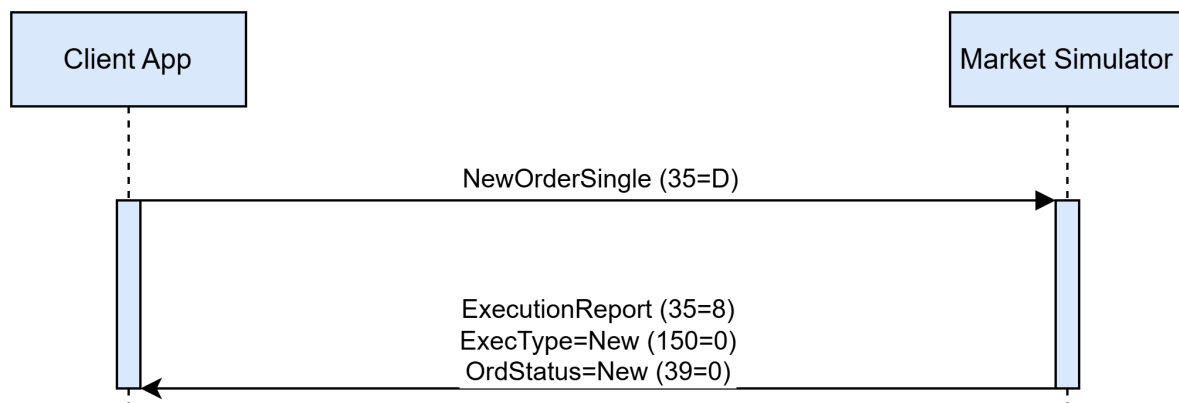 Client App
Market Simulator
NewOrderSingle (35=D)
ExecutionReport (35=8)
ExecType=New (150=0)
OrdStatus=New (39=0)